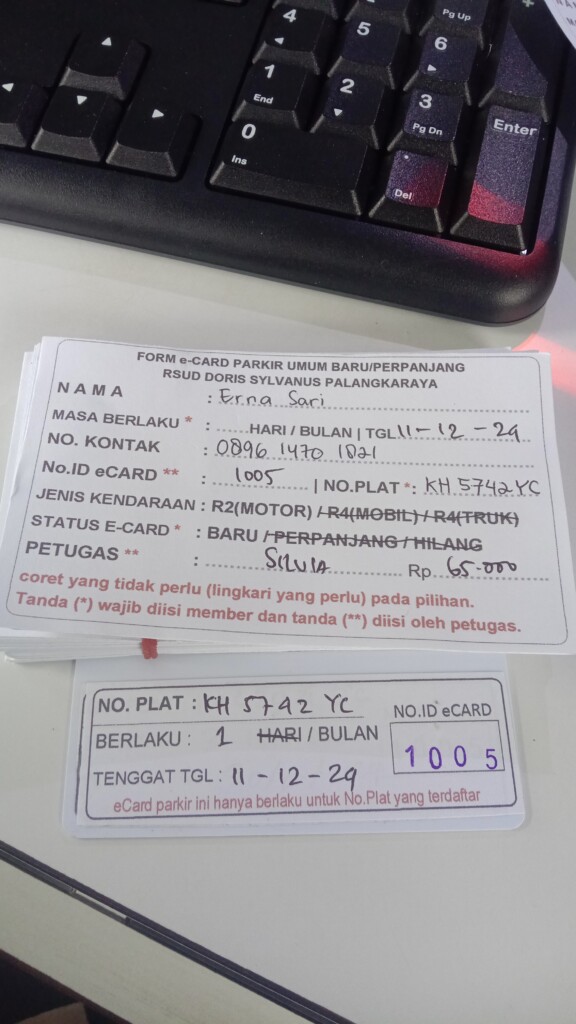 4
5
6
Pg Up
1
End
2
3
Pg Dn
Enter
0
Ins
Del
FORM e-CARD PARKIR UMUM BARU/PERPANJANG
RSUD DORIS SYLVANUS PALANGKARAYA
NAMA : Erna Sari
MASA BERLAKU * : ......HARI / BULAN | TGL 11-12-29
NO. KONTAK : 0896 1470 1821
No.ID eCARD ** : 1005 | NO.PLAT *: KH 5742 YC
JENIS KENDARAAN : R2(MOTOR) / R4(MOBIL) / R4(TRUK)
STATUS E-CARD * : BARU / PERPANJANG / HILANG
PETUGAS ** : SILVIA Rp. 65.000
coret yang tidak perlu (lingkari yang perlu) pada pilihan.
Tanda (*) wajib diisi member dan tanda (**) diisi oleh petugas.
NO. PLAT : KH 5742 YC
NO.ID eCARD
BERLAKU : 1 HARI / BULAN
1005
TENGGAT TGL : 11-12-29
eCard parkir ini hanya berlaku untuk No.Plat yang terdaftar